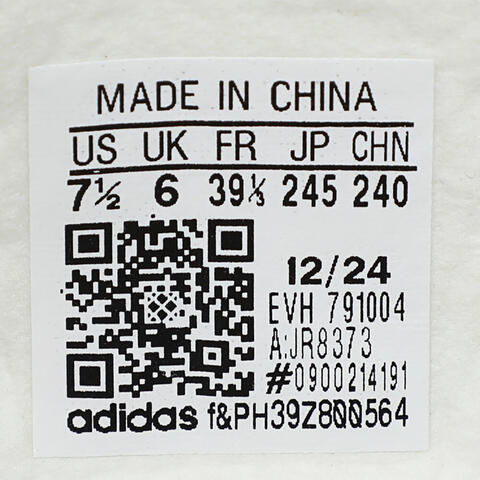 MADE IN CHINA
US UK FR JP CHN
7½ 6 39⅓ 245 240
12/24
EVH 791004
A:JR8373
#0900214191
adidas f&PH39Z800564